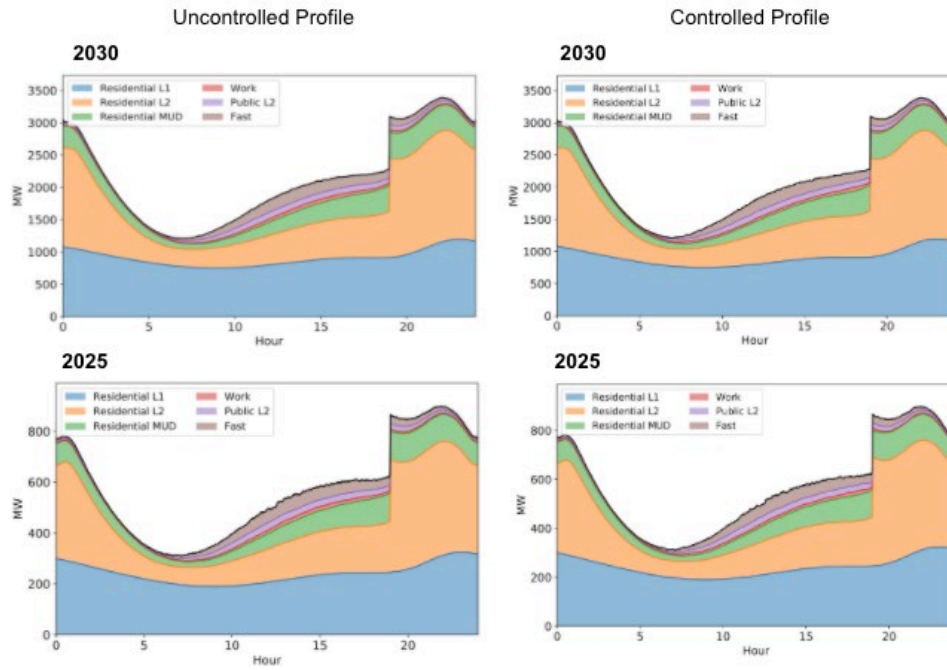 Uncontrolled Profile
Controlled Profile
2030
3500
3000
2500
2000
1500
1000
500
0
MW
Residential L1
Residential L2
Residential MUD
Work
Public L2
Fast
0 5 10 15 20
Hour
2030
3500
3000
2500
2000
1500
1000
500
0
MW
Residential L1
Residential L2
Residential MUD
Work
Public L2
Fast
0 5 10 15 20
Hour
2025
800
600
400
200
0
MW
Residential L1
Residential L2
Residential MUD
Work
Public L2
Fast
0 5 10 15 20
Hour
2025
800
600
400
200
0
MW
Residential L1
Residential L2
Residential MUD
Work
Public L2
Fast
0 5 10 15 20
Hour